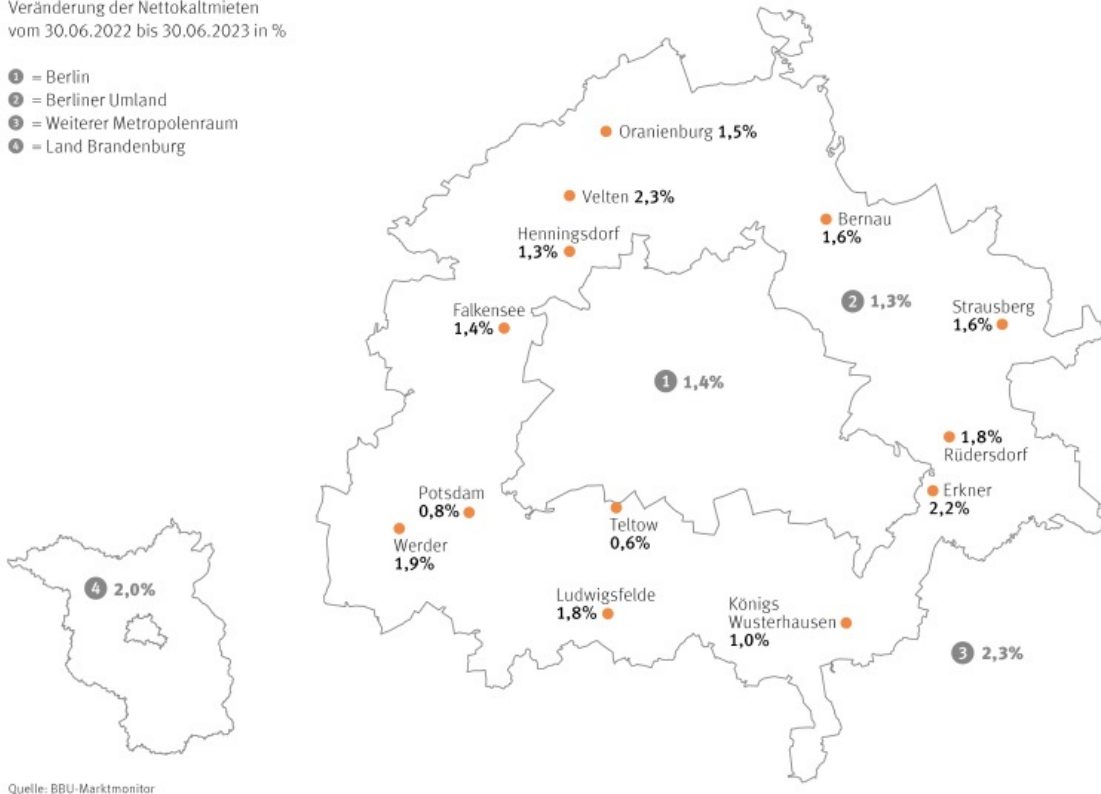 Veränderung der Nettokaltmieten
vom 30.06.2022 bis 30.06.2023 in %
1 = Berlin
2 = Berliner Umland
3 = Weiterer Metropolenraum
4 = Land Brandenburg
Oranienburg 1,5%
Velten 2,3%
Henningsdorf
1,3%
Bernau
1,6%
2 1,3%
Falkensee
1,4%
Strausberg
1,6%
1 1,4%
1,8%
Rüdersdorf
Potsdam
0,8%
Erkner
2,2%
Teltow
0,6%
Werder
1,9%
4 2,0%
Ludwigsfelde
1,8%
Königs
Wusterhausen
1,0%
3 2,3%
Quelle: BBU-Marktmonitor